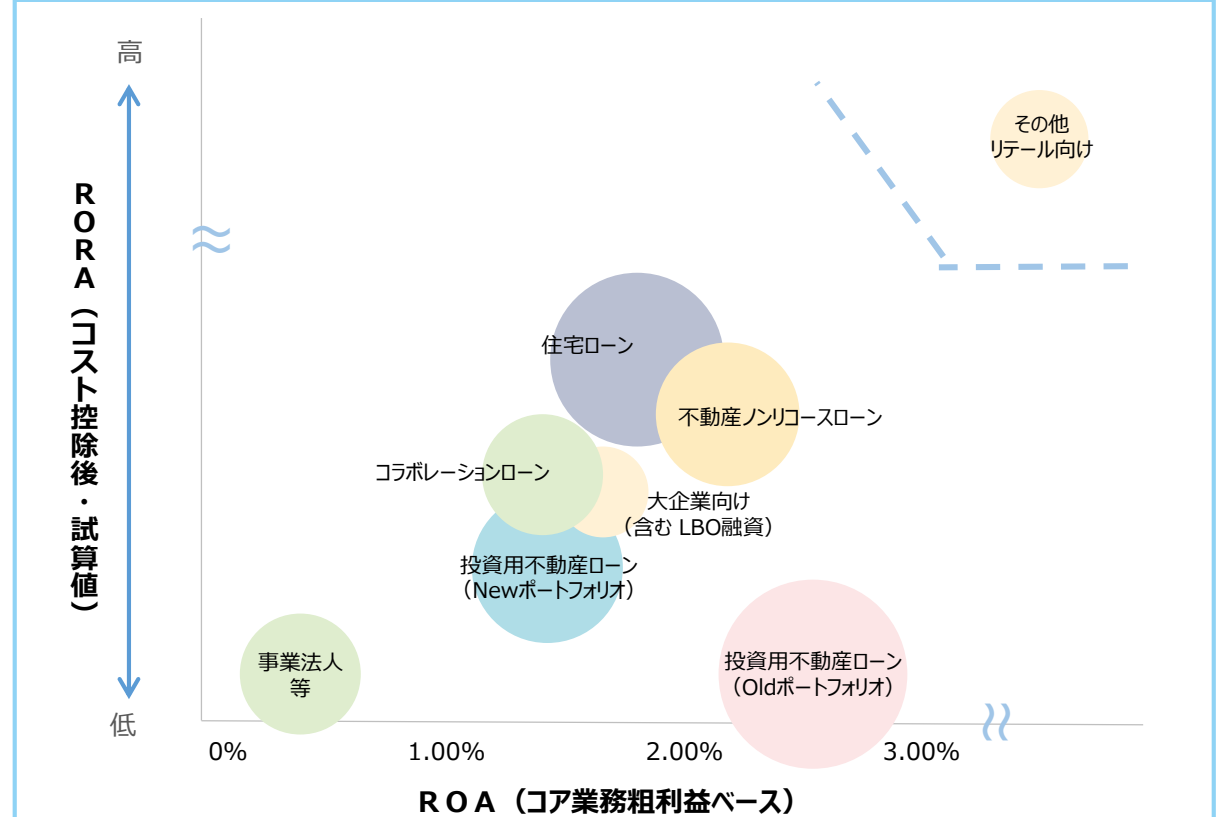 高
RORA（コスト控除後・試算値）
低
その他
リテール向け
住宅ローン
不動産ノンリコースローン
コラボレーションローン
大企業向け
（含む LBO融資）
投資用不動産ローン
（Newポートフォリオ）
事業法人
等
投資用不動産ローン
（Oldポートフォリオ）
0%
1.00%
2.00%
3.00%
ＲＯＡ（コア業務粗利益ベース）